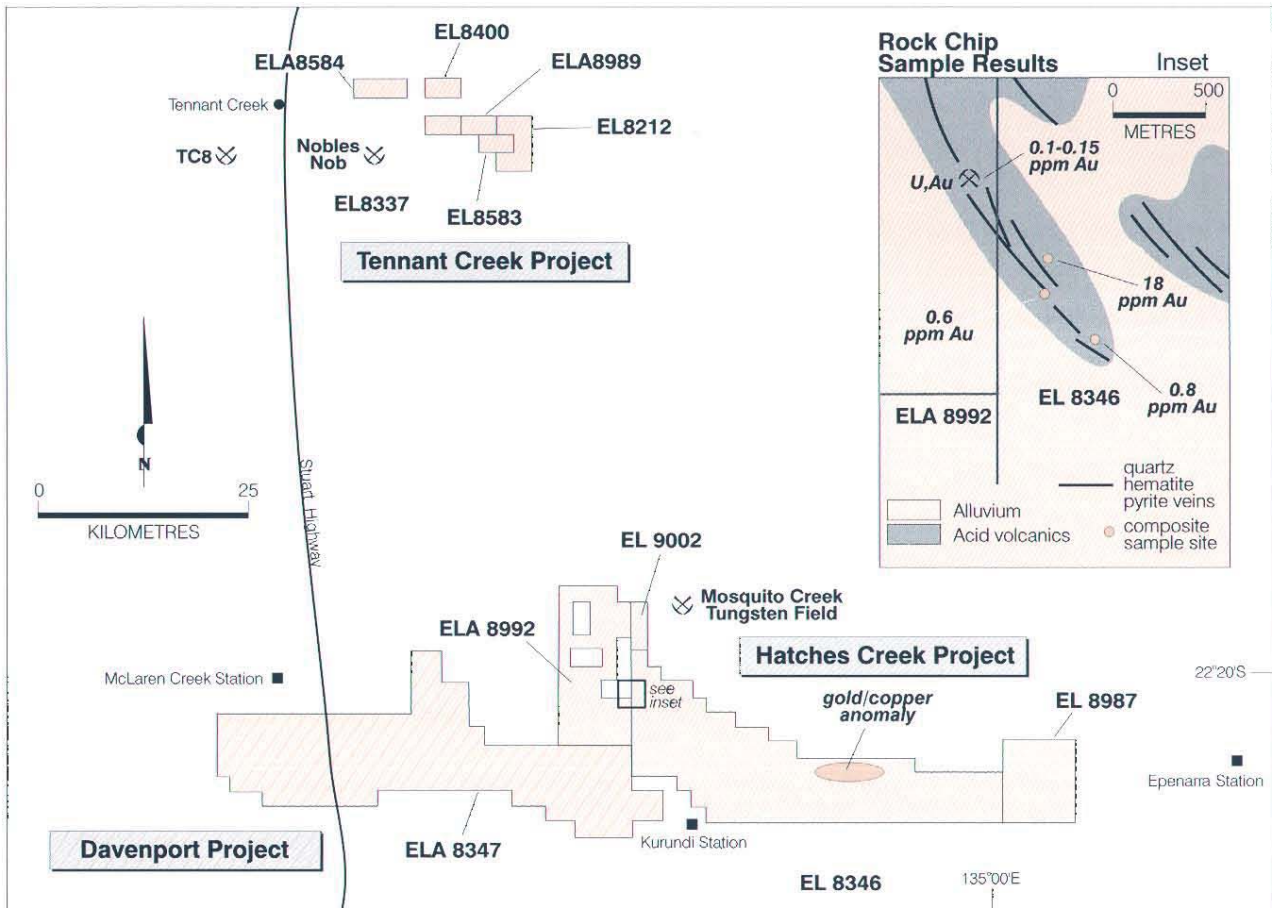 EL8400
ELA8584
ELA8989
Tennant Creek
EL8212
TC8
Nobles
Nob
EL8337
EL8583
Tennant Creek Project
Rock Chip
Sample Results
Inset
0
500
METRES
0.1-0.15
ppm Au
U,Au
18
ppm Au
0.6
ppm Au
0.8
ppm Au
EL 8346
ELA 8992
quartz
hematite
pyrite veins
Alluvium
Acid volcanics
composite
sample site
N
0
25
KILOMETRES
Stuart Highway
EL 9002
Mosquito Creek
Tungsten Field
ELA 8992
Hatches Creek Project
McLaren Creek Station
see
inset
gold/copper
anomaly
22°20'S
EL 8987
Epenarra Station
Davenport Project
ELA 8347
Kurundi Station
EL 8346
135°00'E